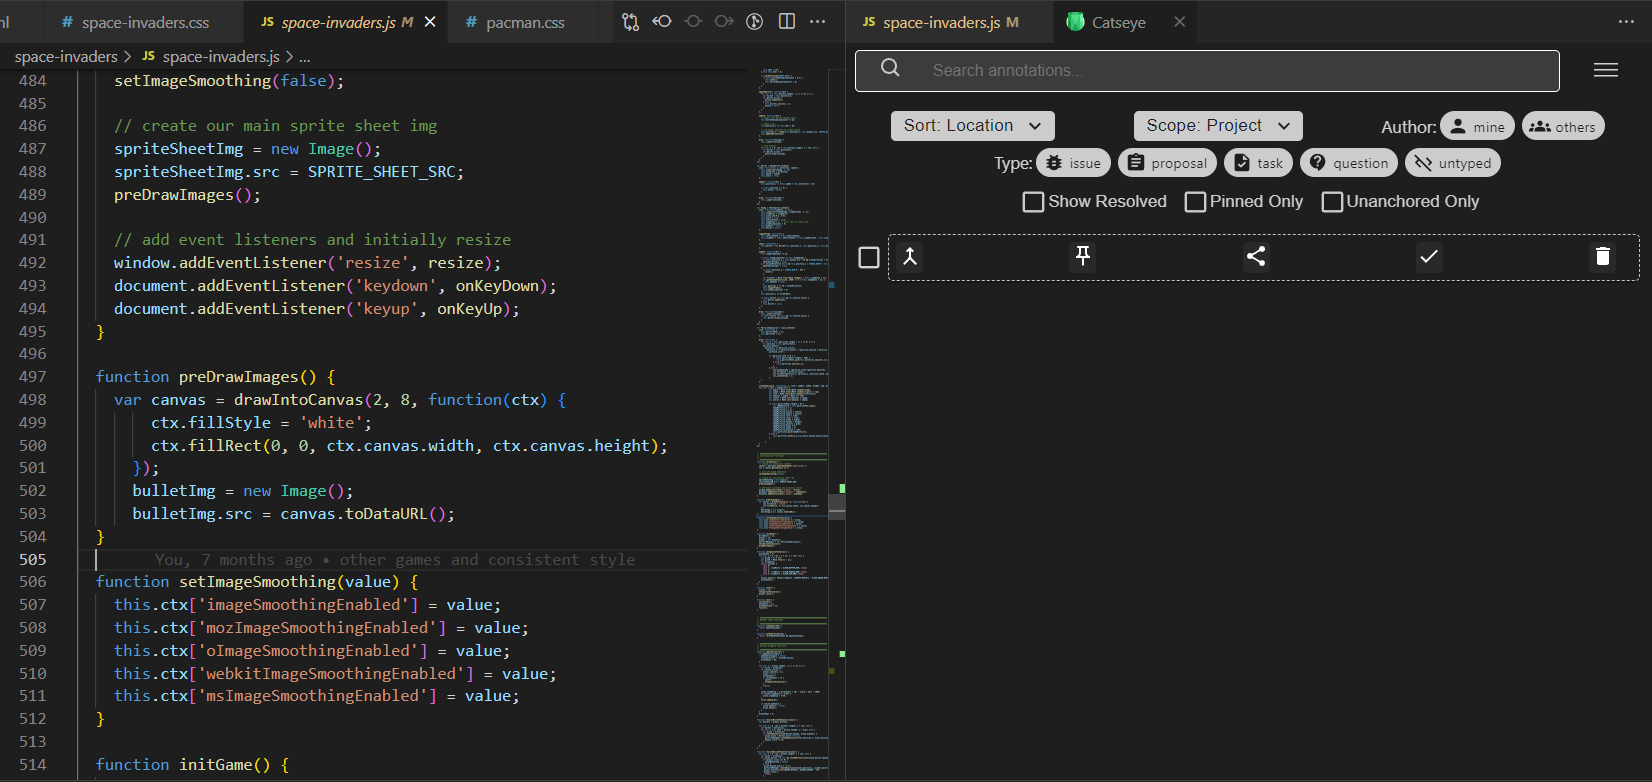 ml
# space-invaders.css
JS space-invaders.js M
# pacman.css
space-invaders > JS space-invaders.js > ...
484 setImageSmoothing(false);
485
486 // create our main sprite sheet img
487 spriteSheetImg = new Image();
488 spriteSheetImg.src = SPRITE_SHEET_SRC;
489 preDrawImages();
490
491 // add event listeners and initially resize
492 window.addEventListener('resize', resize);
493 document.addEventListener('keydown', onKeyDown);
494 document.addEventListener('keyup', onKeyUp);
495 }
496
497 function preDrawImages() {
498 var canvas = drawIntoCanvas(2, 8, function(ctx) {
499 ctx.fillStyle = 'white';
500 ctx.fillRect(0, 0, ctx.canvas.width, ctx.canvas.height);
501 });
502 bulletImg = new Image();
503 bulletImg.src = canvas.toDataURL();
504 }
505 You, 7 months ago • other games and consistent style
506 function setImageSmoothing(value) {
507 this.ctx['imageSmoothingEnabled'] = value;
508 this.ctx['mozImageSmoothingEnabled'] = value;
509 this.ctx['oImageSmoothingEnabled'] = value;
510 this.ctx['webkitImageSmoothingEnabled'] = value;
511 this.ctx['msImageSmoothingEnabled'] = value;
512 }
513
514 function initGame() {
JS space-invaders.js M
Catseye
Search annotations...
Sort: Location
Scope: Project
Author: mine others
Type: issue proposal task question untyped
Show Resolved Pinned Only Unanchored Only